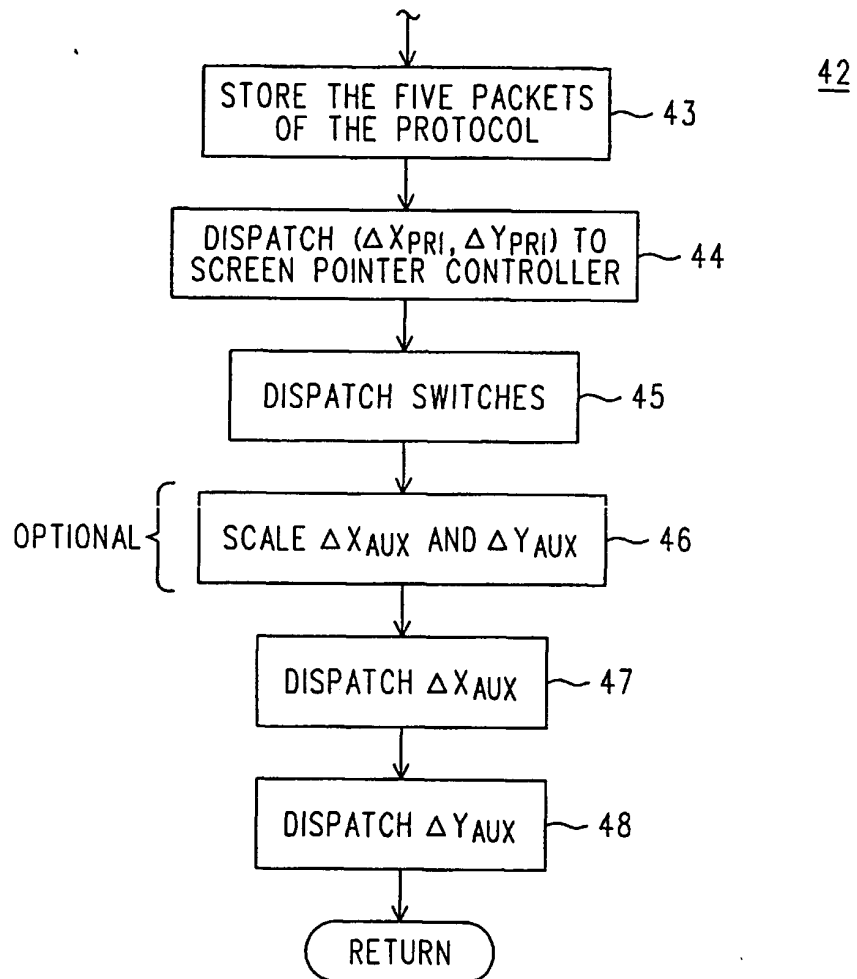 42
STORE THE FIVE PACKETS
OF THE PROTOCOL
43
DISPATCH (ΔXPRI, ΔYPRI) TO
SCREEN POINTER CONTROLLER
44
DISPATCH SWITCHES
45
OPTIONAL
SCALE ΔXAUX AND ΔYAUX
46
DISPATCH ΔXAUX
47
DISPATCH ΔYAUX
48
RETURN